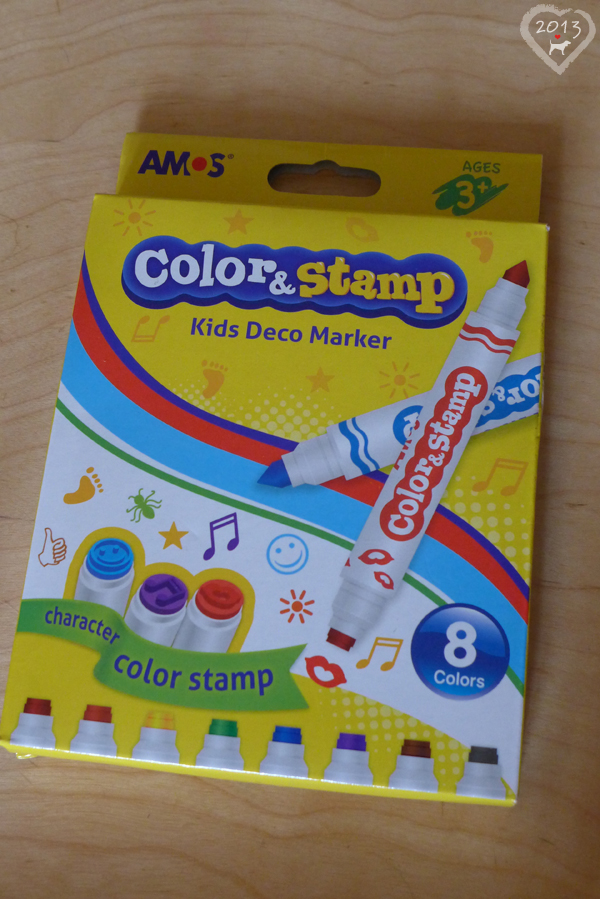 2013
AMOS®
AGES
3+
Color & Stamp
Kids Deco Marker
Color & Stamp
8
Colors
character
color stamp